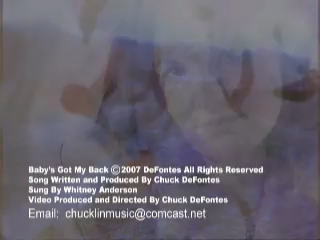 Baby's Got My Back ©2007 DeFontes All Rights Reserved
Song Written and Produced By Chuck DeFontes
Sung By Whitney Anderson
Video Produced and Directed By Chuck DeFontes
Email: chucklinmusic@comcast.net